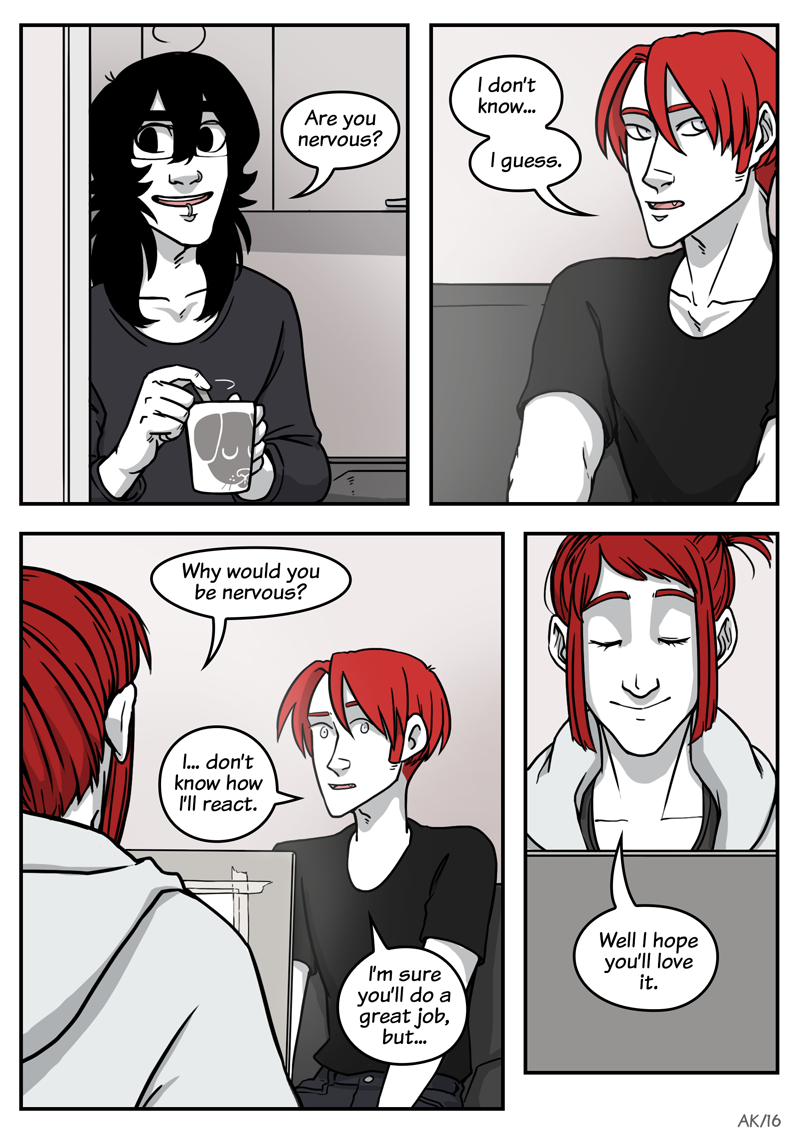 Are you
nervous?
I don't
know...
I guess.
Why would you
be nervous?
I... don't
know how
I'll react.
I'm sure
you'll do a
great job,
but...
Well I hope
you'll love
it.
AK/16